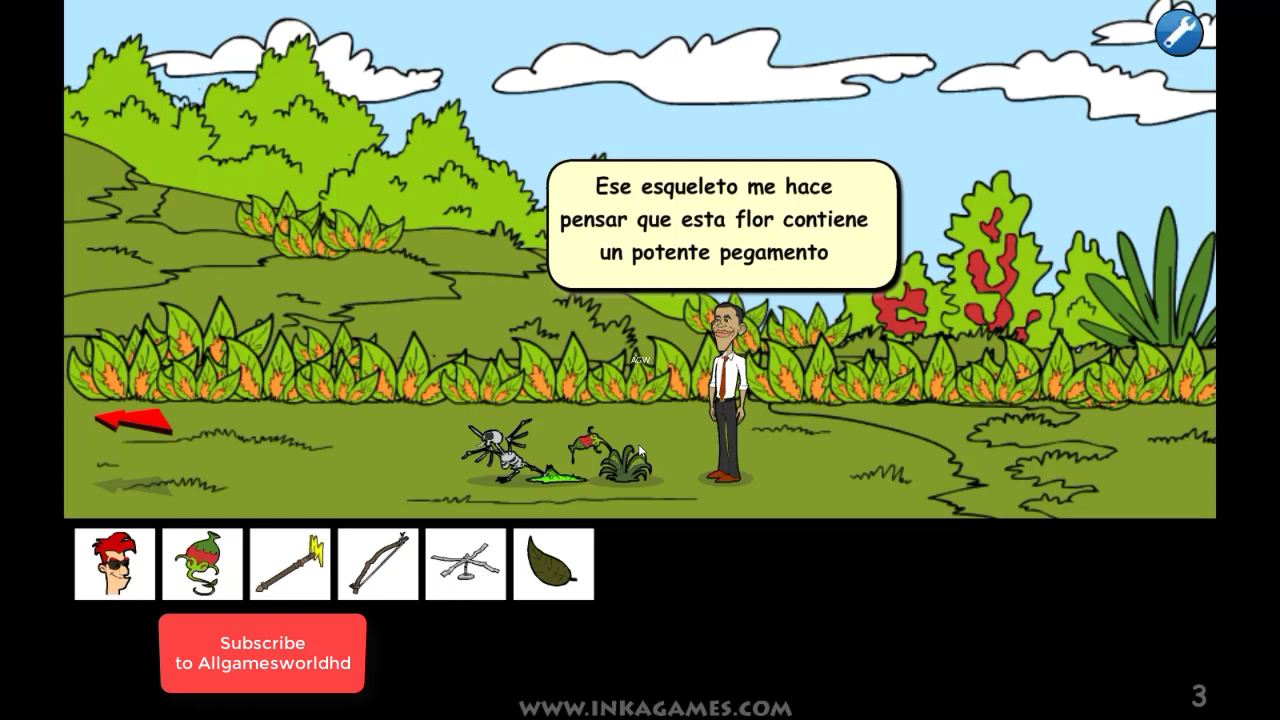 Ese esqueleto me hace
pensar que esta flor contiene
un potente pegamento
AGW
Subscribe
to Allgamesworldhd
3
WWW.INKAGAMES.COM